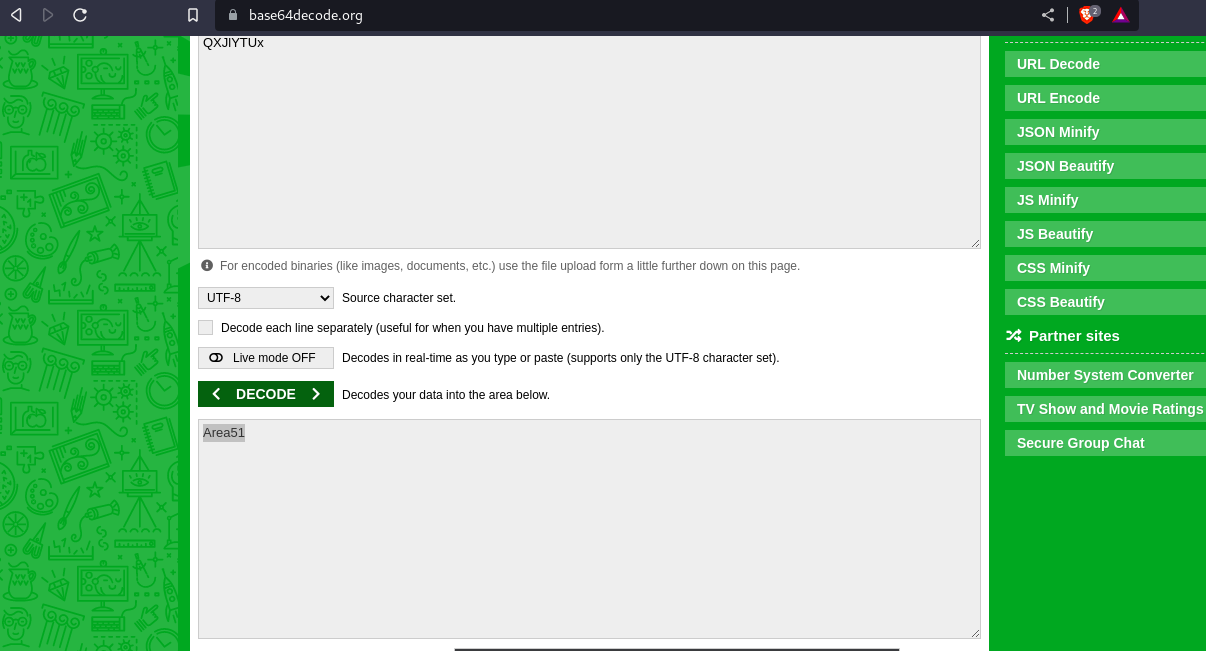 base64decode.org
2
QXJlYTUx
For encoded binaries (like images, documents, etc.) use the file upload form a little further down on this page.
UTF-8 Source character set.
Decode each line separately (useful for when you have multiple entries).
Live mode OFF Decodes in real-time as you type or paste (supports only the UTF-8 character set).
DECODE Decodes your data into the area below.
Area51
URL Decode
URL Encode
JSON Minify
JSON Beautify
JS Minify
JS Beautify
CSS Minify
CSS Beautify
Partner sites
Number System Converter
TV Show and Movie Ratings
Secure Group Chat